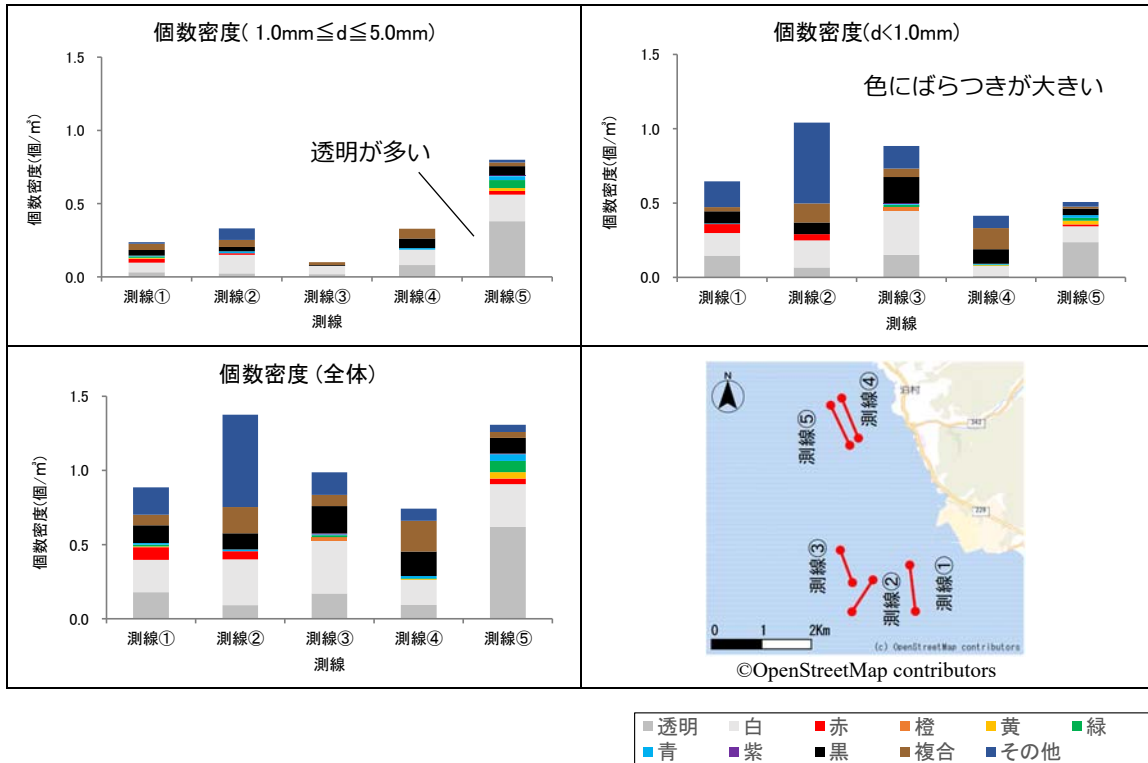 個数密度( 1.0mm≦d≦5.0mm)
1.5
1.0
0.5
0.0
個数密度(個/㎥)
透明が多い
測線① 測線② 測線③ 測線④ 測線⑤
測線
個数密度(d<1.0mm)
1.5
1.0
0.5
0.0
個数密度(個/㎥)
色にばらつきが大きい
測線① 測線② 測線③ 測線④ 測線⑤
測線
個数密度 (全体)
1.5
1.0
0.5
0.0
個数密度(個/㎥)
測線① 測線② 測線③ 測線④ 測線⑤
測線
N
泊村
測線④
測線⑤
229
測線③
測線②
測線①
0 1 2Km
(c) OpenStreetMap contributors
©OpenStreetMap contributors
透明 白 赤 橙 黄 緑
青 紫 黒 複合 その他